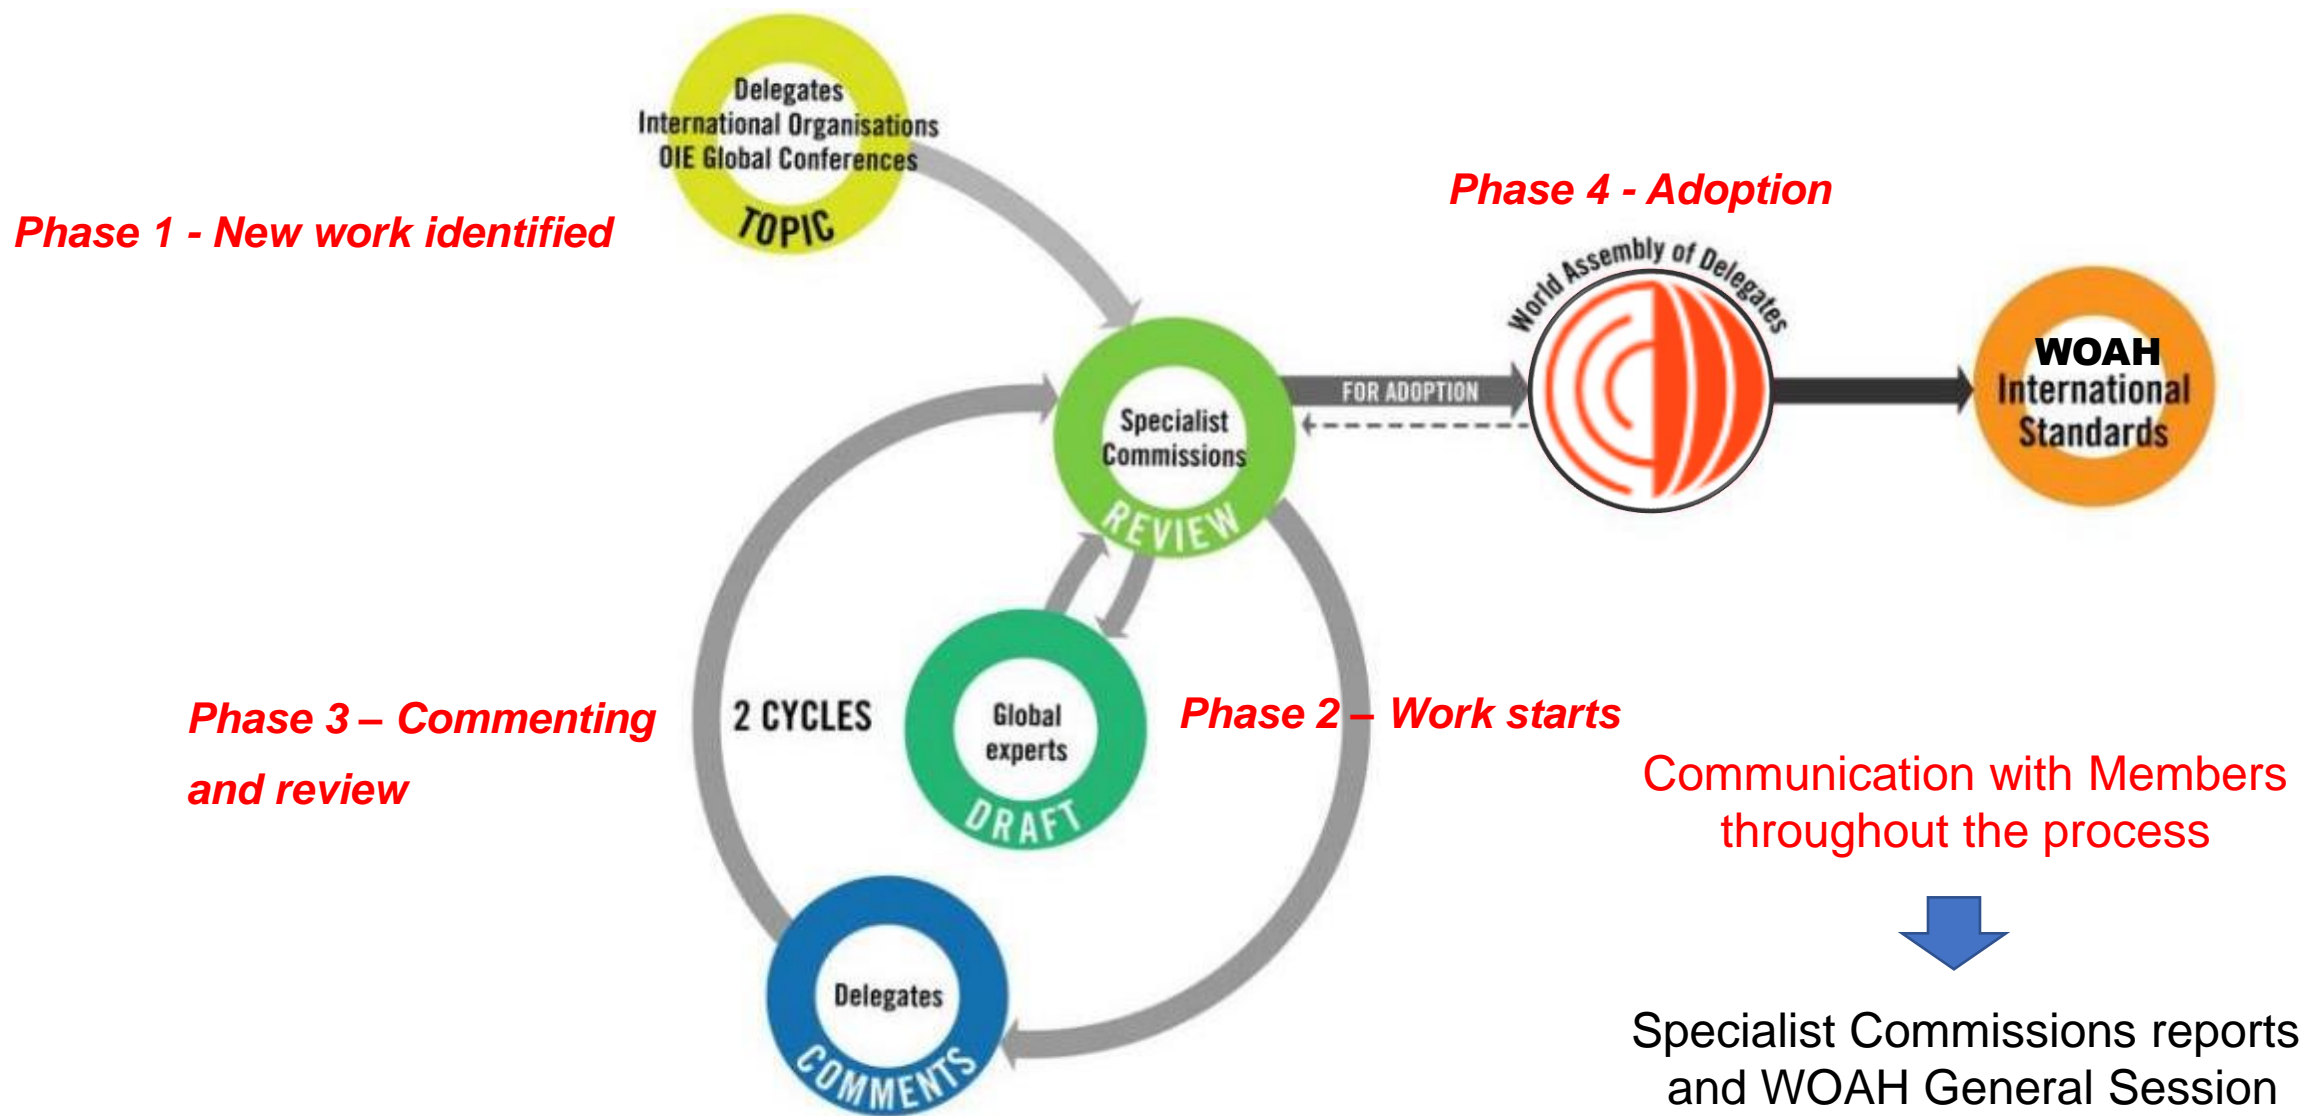 Delegates
International Organisations
OIE Global Conferences
TOPIC
Phase 1 - New work identified
Phase 4 - Adoption
World Assembly of Delegates
FOR ADOPTION
WOAH
International
Standards
Specialist
Commissions
REVIEW
Phase 3 – Commenting
and review
2 CYCLES
Global
experts
DRAFT
Phase 2 – Work starts
Communication with Members
throughout the process
Delegates
COMMENTS
Specialist Commissions reports
and WOAH General Session